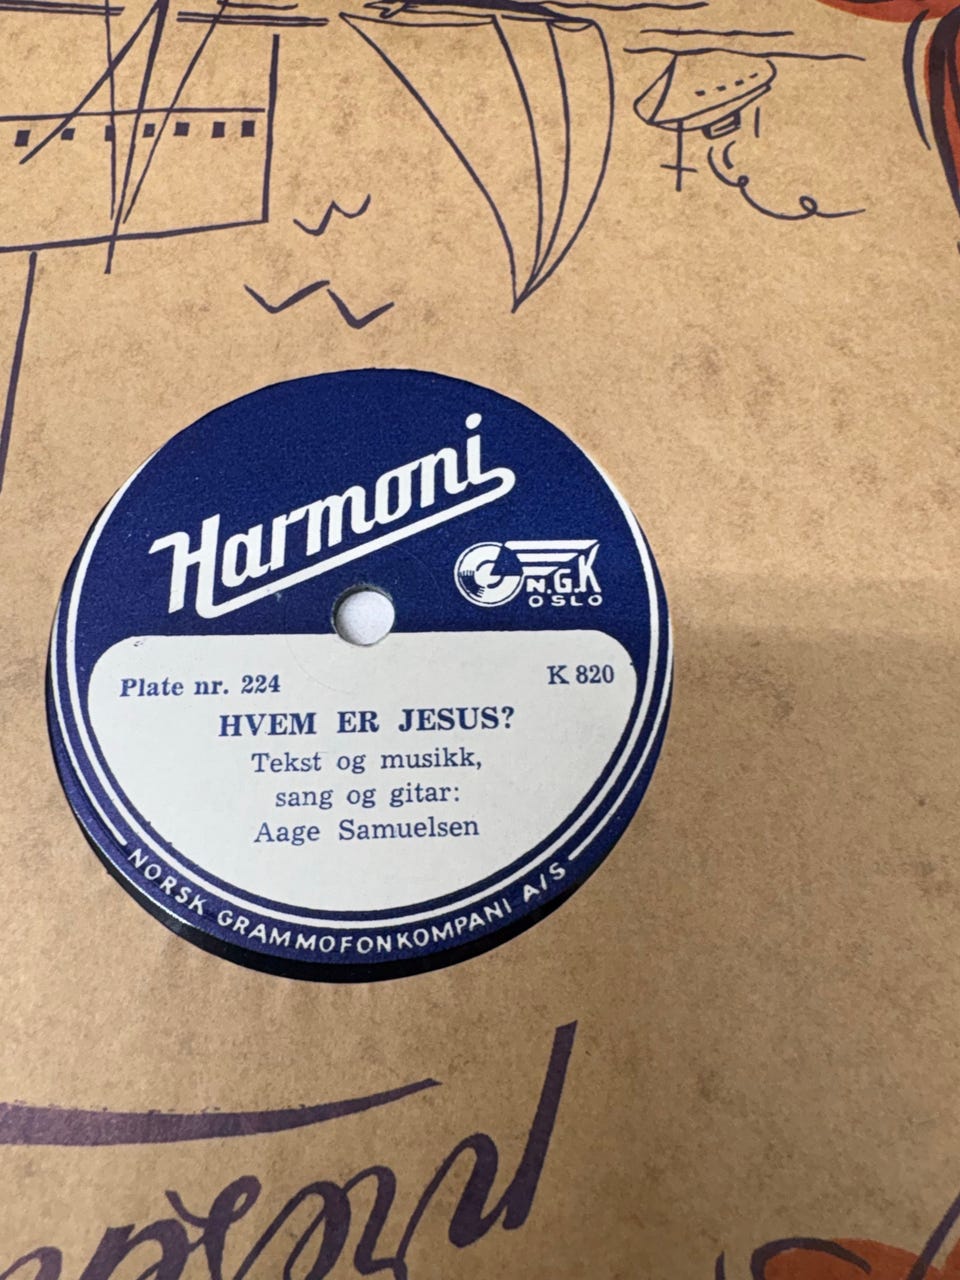 Harmoni
N.G.K
OSLO
Plate nr. 224
K 820
HVEM ER JESUS?
Tekst og musikk,
sang og gitar:
Aage Samuelsen
NORSK GRAMMOFONKOMPANI A/S